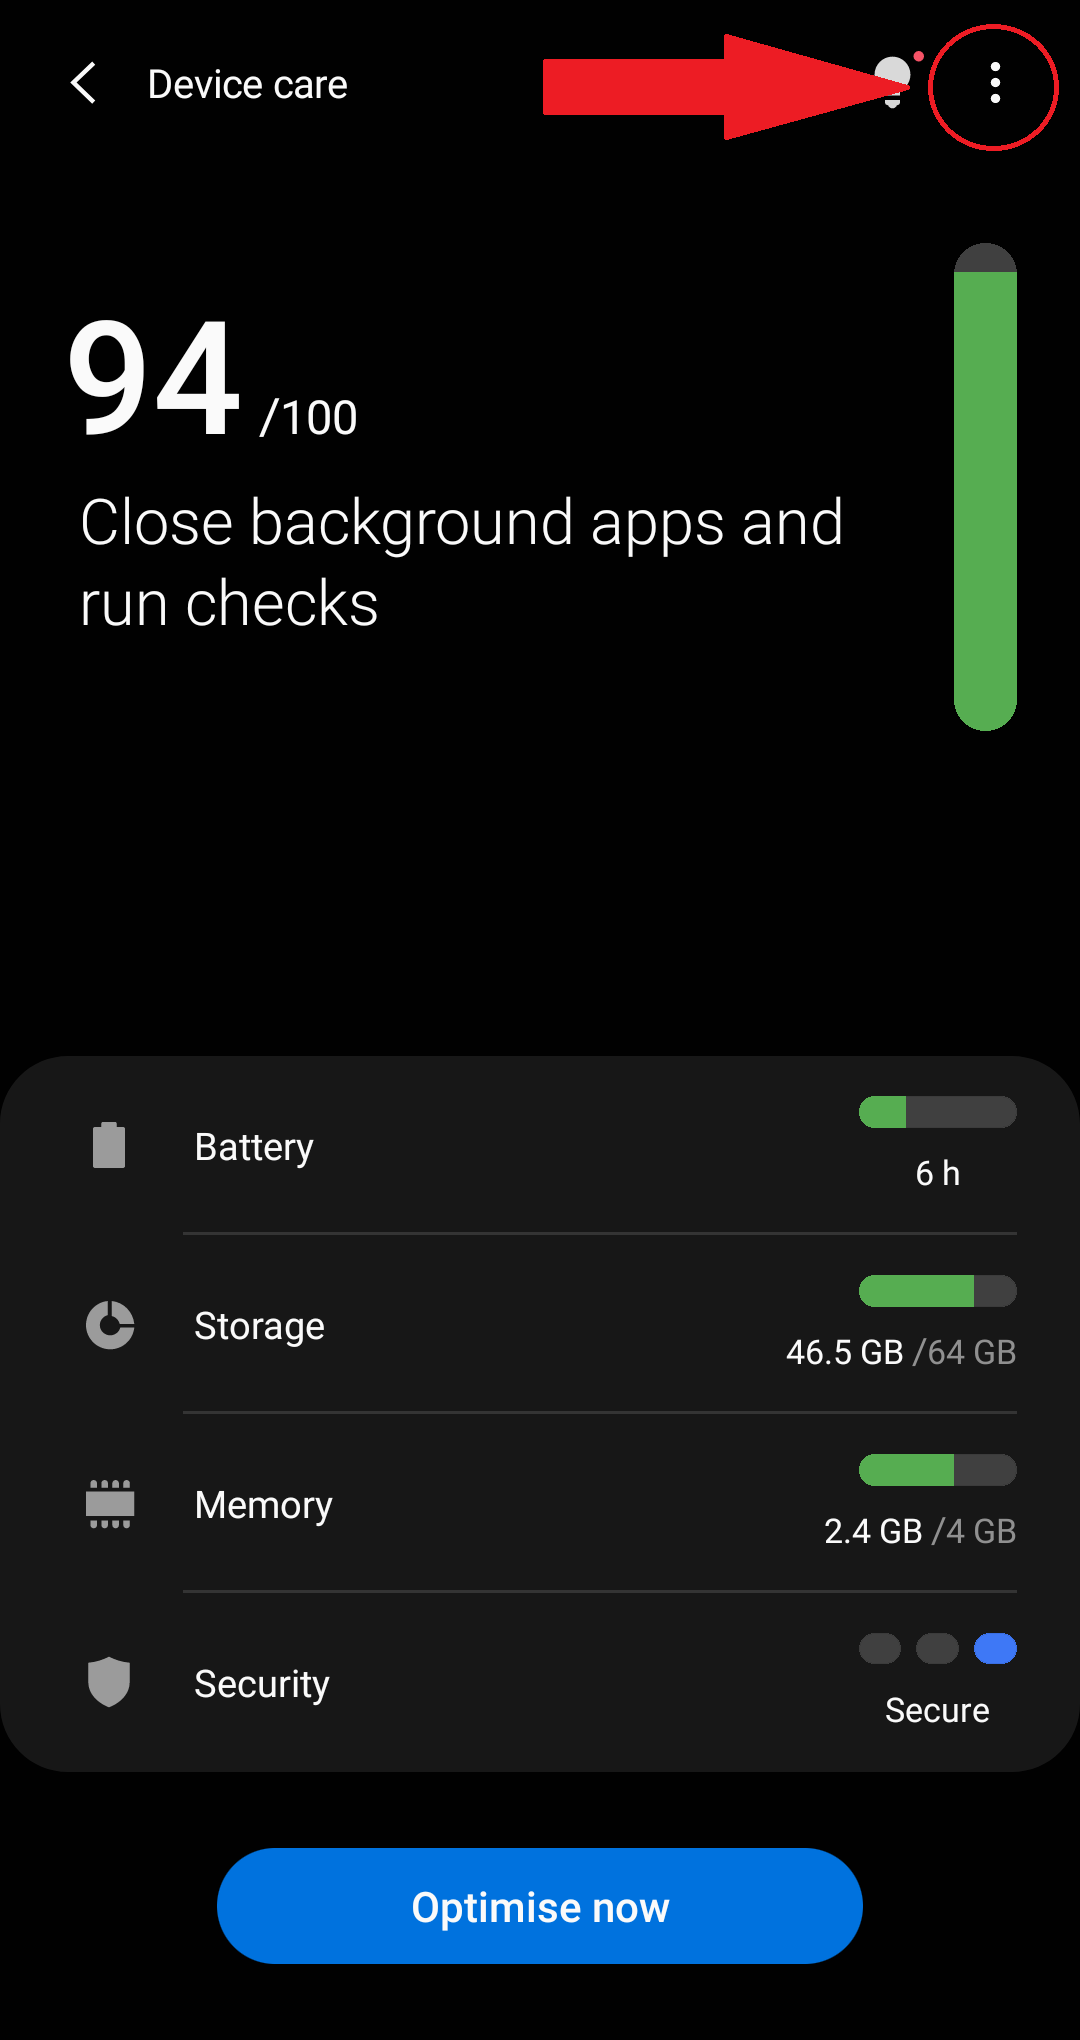 Device care
94 /100
Close background apps and
run checks
Battery
6 h
Storage
46.5 GB /64 GB
Memory
2.4 GB /4 GB
Security
Secure
Optimise now